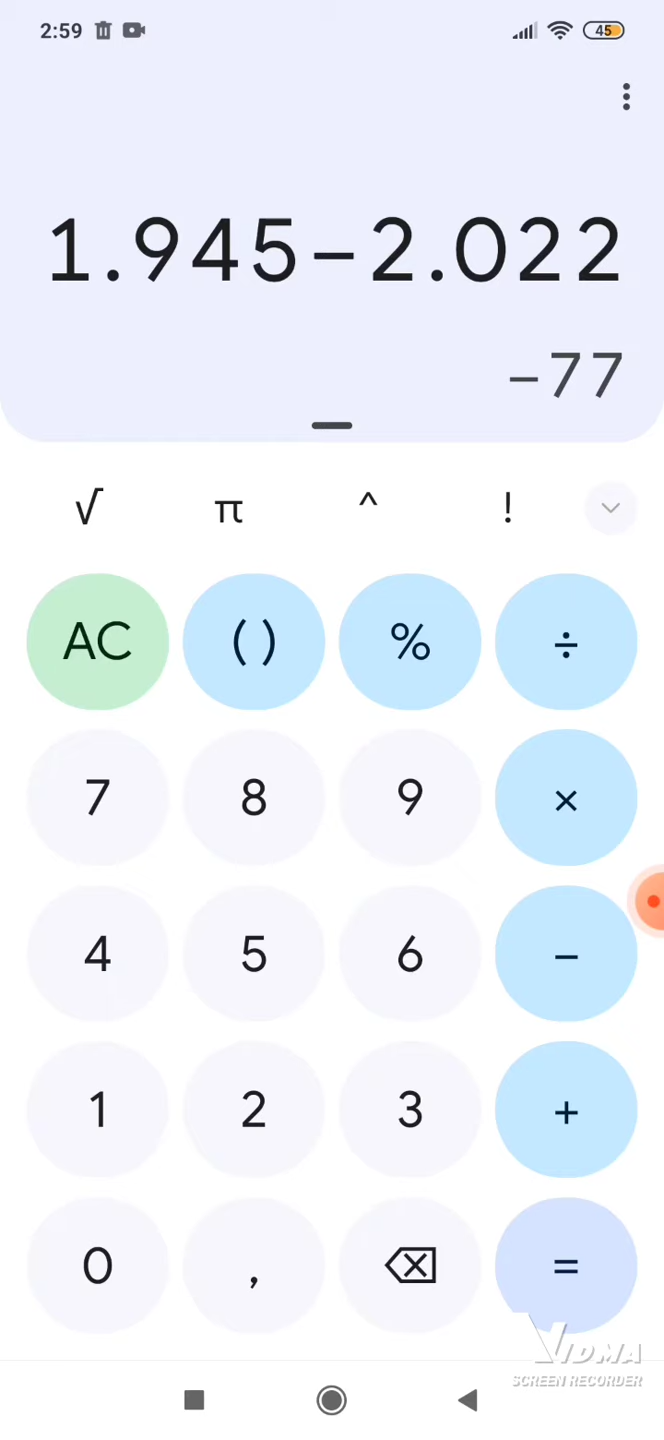 2:59 45
1.945−2.022
−77
√ π ^ !
AC ( ) % ÷
7 8 9 ×
4 5 6 −
1 2 3 +
0 , =
VIDMA
SCREEN RECORDER